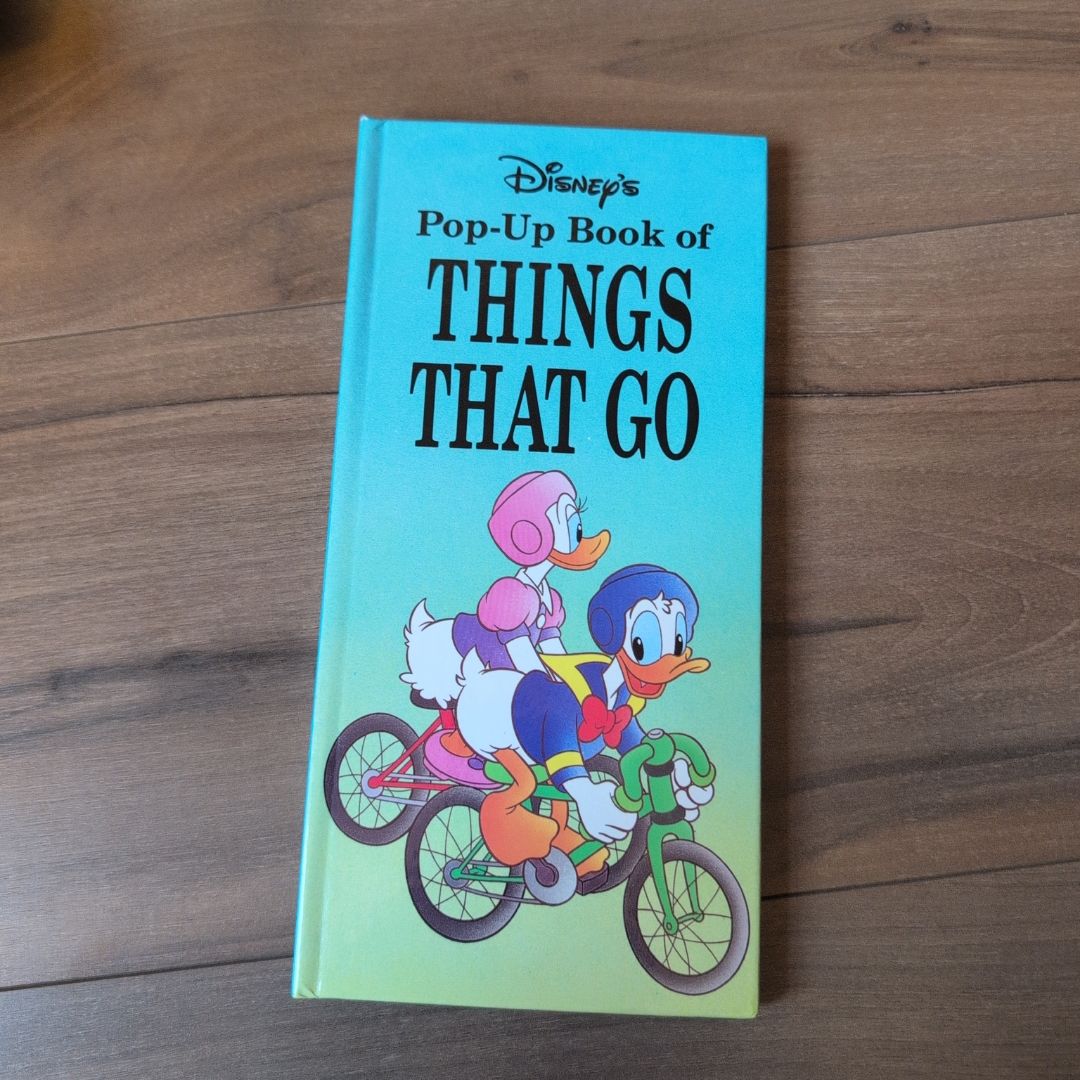 Disney's
Pop-Up Book of
THINGS
THAT GO